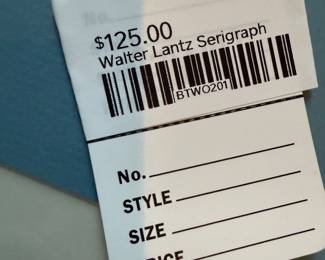 $125.00
Walter Lantz Serigraph
BTWO201
No.
STYLE
SIZE